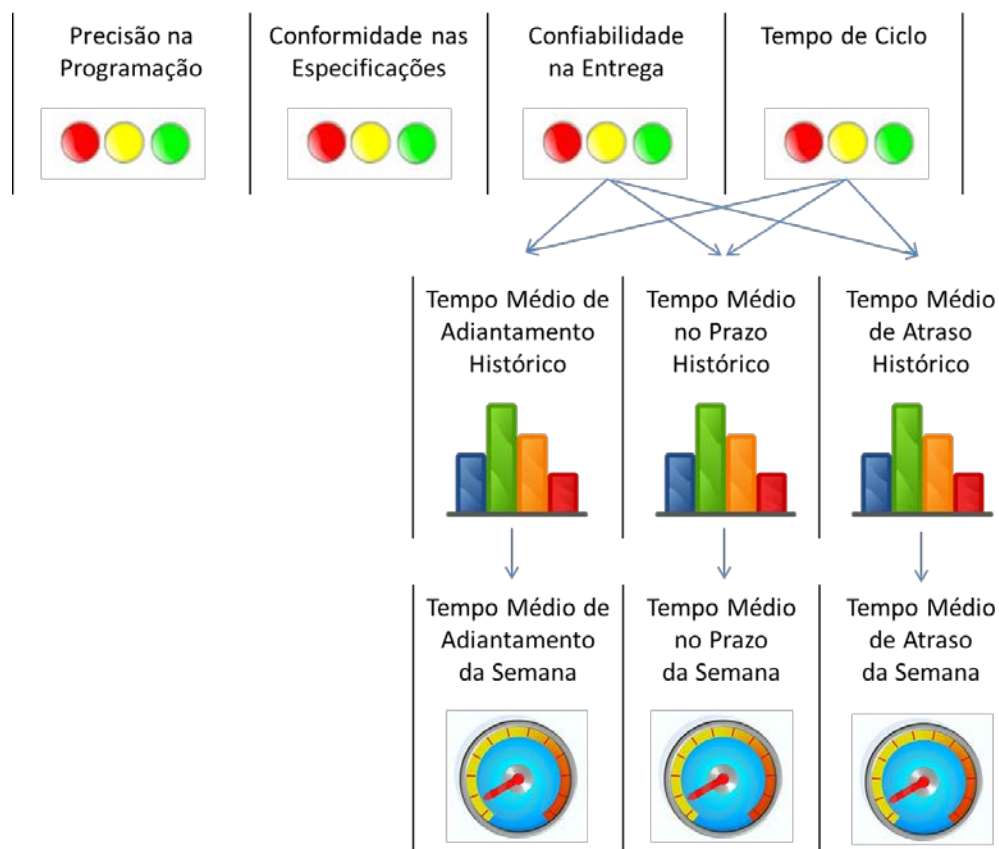 Precisão na
Programação
Conformidade nas
Especificações
Confiabilidade
na Entrega
Tempo de Ciclo
Tempo Médio de
Adiantamento
Histórico
Tempo Médio
no Prazo
Histórico
Tempo Médio
de Atraso
Histórico
Tempo Médio de
Adiantamento
da Semana
Tempo Médio
no Prazo
da Semana
Tempo Médio
de Atraso
da Semana